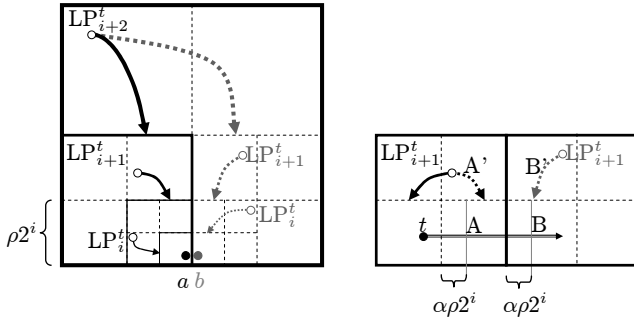 LP^t_{i+2}
LP^t_{i+1}
LP^t_{i+1}
LP^t_i
ρ2^i
LP^t_i
a b
LP^t_{i+1}
A'
B'
LP^t_{i+1}
t
A
B
αρ2^i
αρ2^i